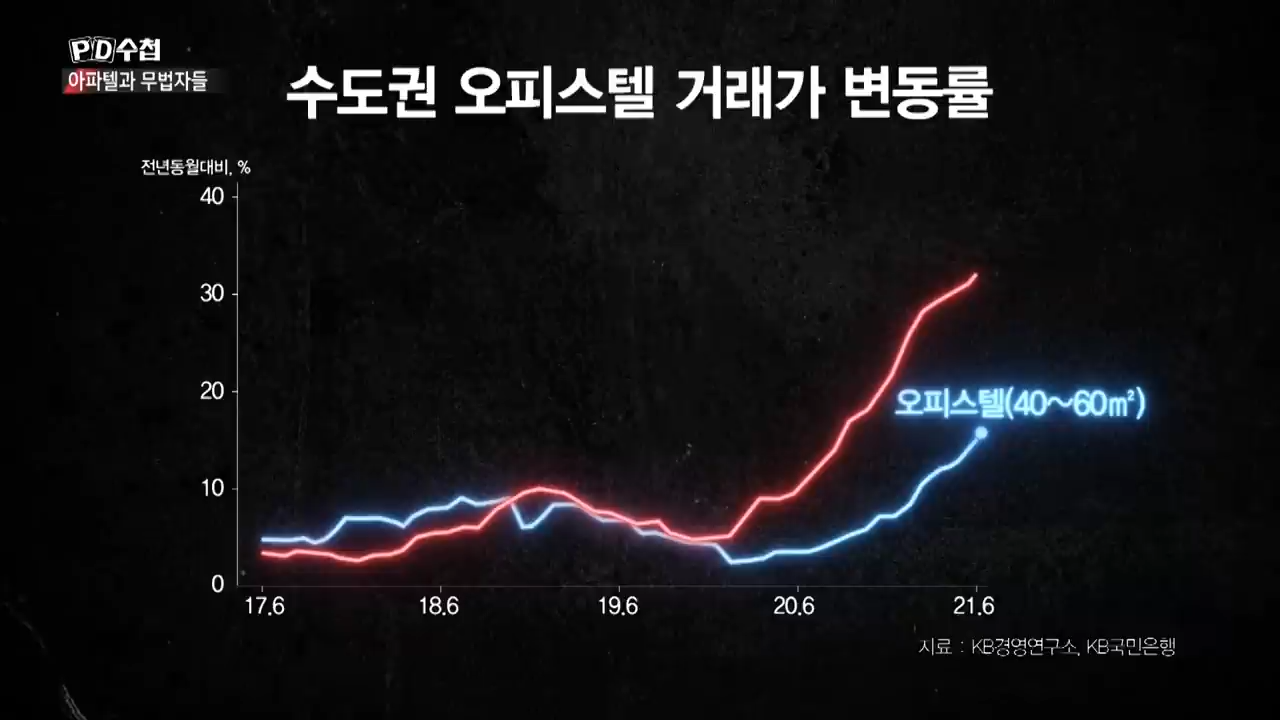 PD수첩
아파텔과 무법자들
수도권 오피스텔 거래가 변동률
전년동월대비, %
40
30
20
10
0
오피스텔(40~60㎡)
17.6 18.6 19.6 20.6 21.6
지료 : KB경영연구소, KB국민은행